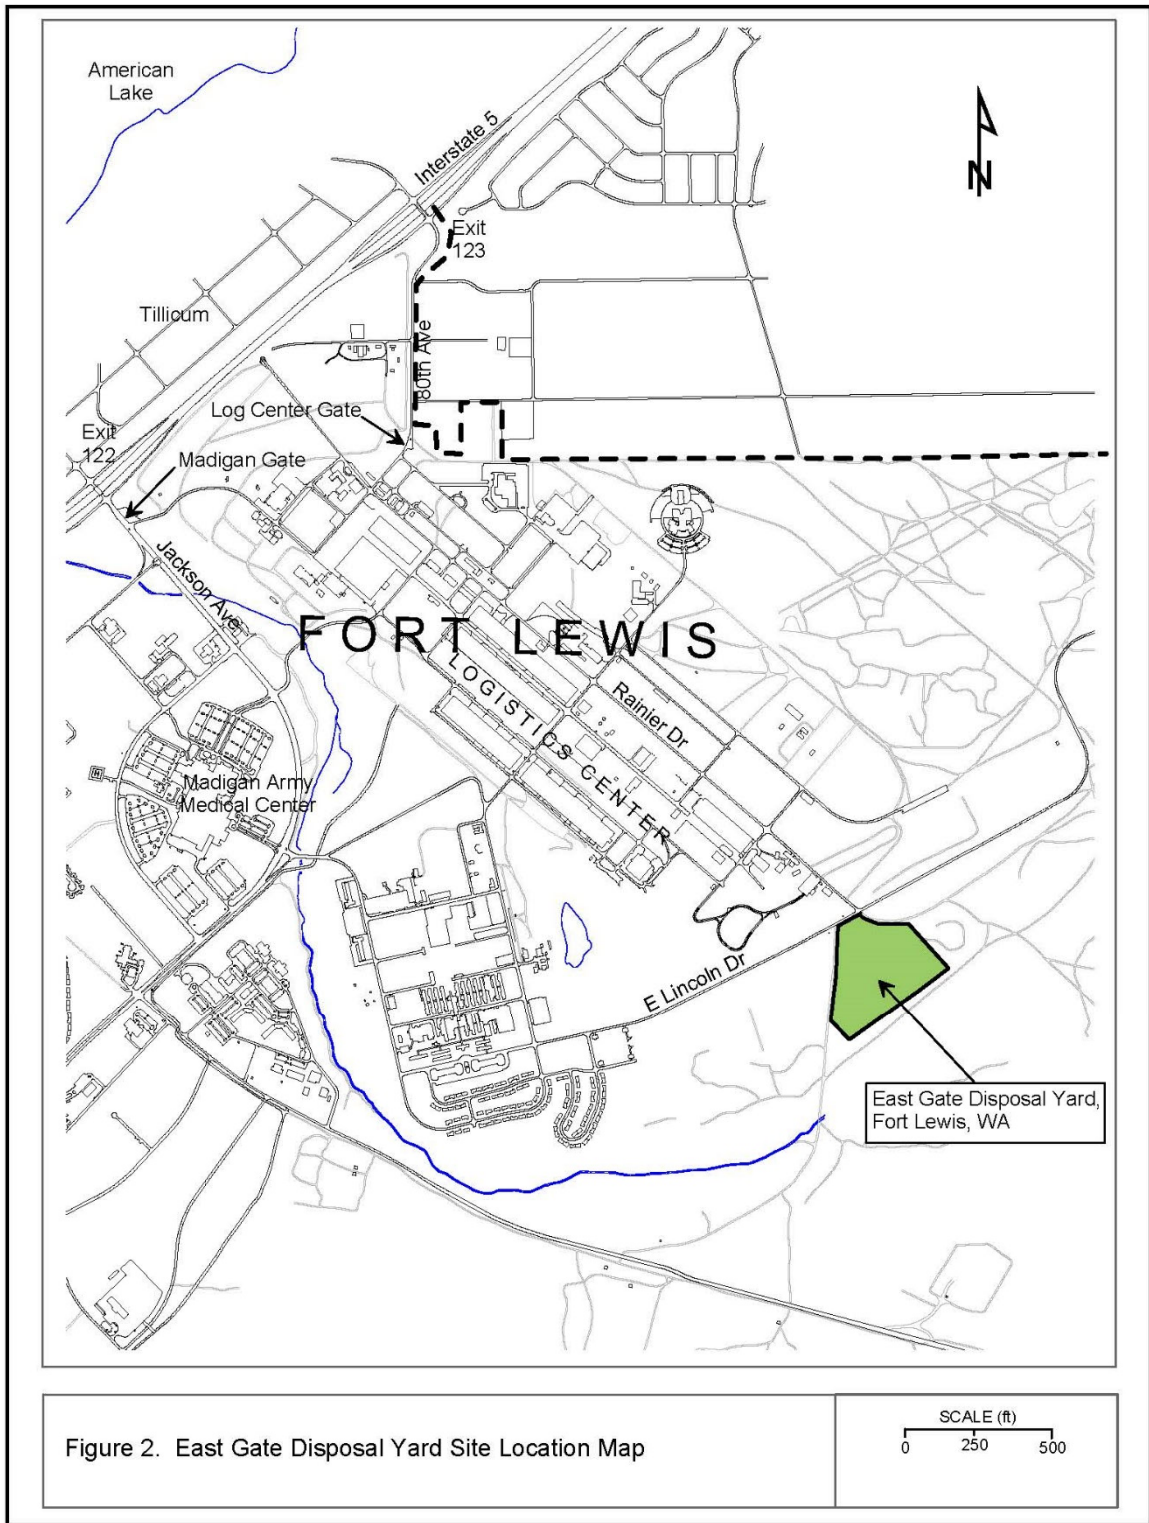 American
Lake
Interstate 5
N
Exit
123
Tillicum
80th Ave
Log Center Gate
Exit
122
Madigan Gate
Jackson Ave
FORT LEWIS
LOGISTICS CENTER
Rainier Dr
Madigan Army
Medical Center
E Lincoln Dr
East Gate Disposal Yard,
Fort Lewis, WA
Figure 2. East Gate Disposal Yard Site Location Map
SCALE (ft)
0 250 500